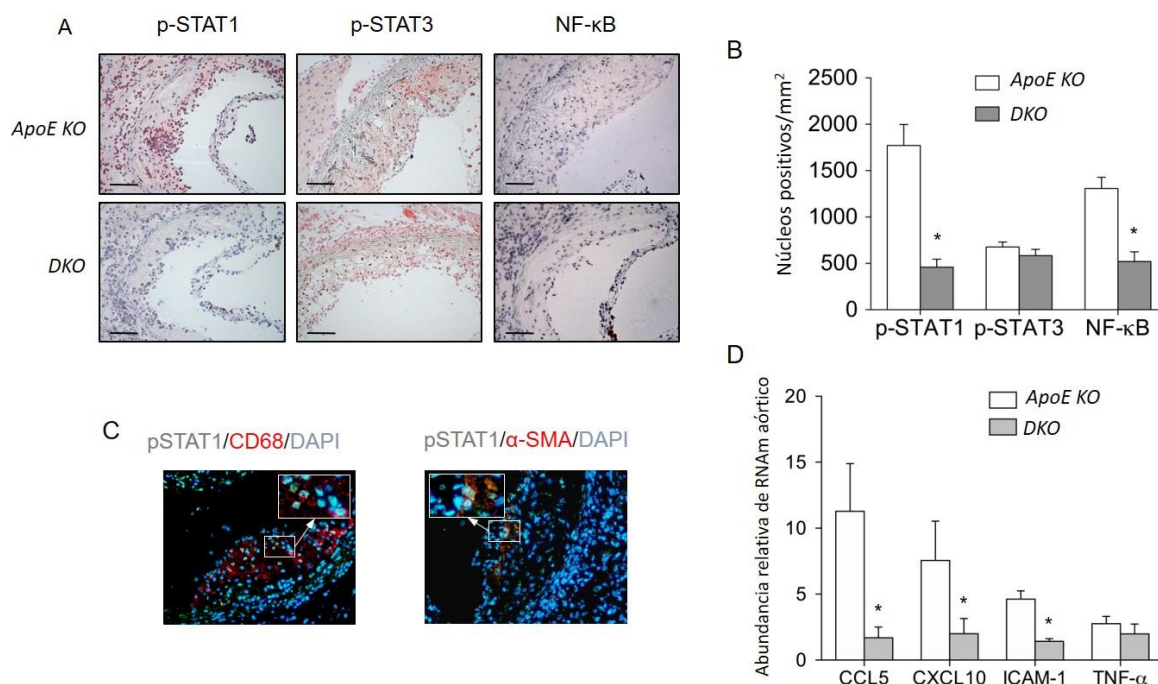 A
p-STAT1 p-STAT3 NF-κB
ApoE KO
DKO
B
Núcleos positivos/mm²
2500
2000
1500
1000
500
0
ApoE KO
DKO
*
*
p-STAT1 p-STAT3 NF-κB
C
pSTAT1/CD68/DAPI
pSTAT1/α-SMA/DAPI
D
Abundancia relativa de RNAm aórtico
20
15
10
5
0
ApoE KO
DKO
*
*
*
CCL5 CXCL10 ICAM-1 TNF-α